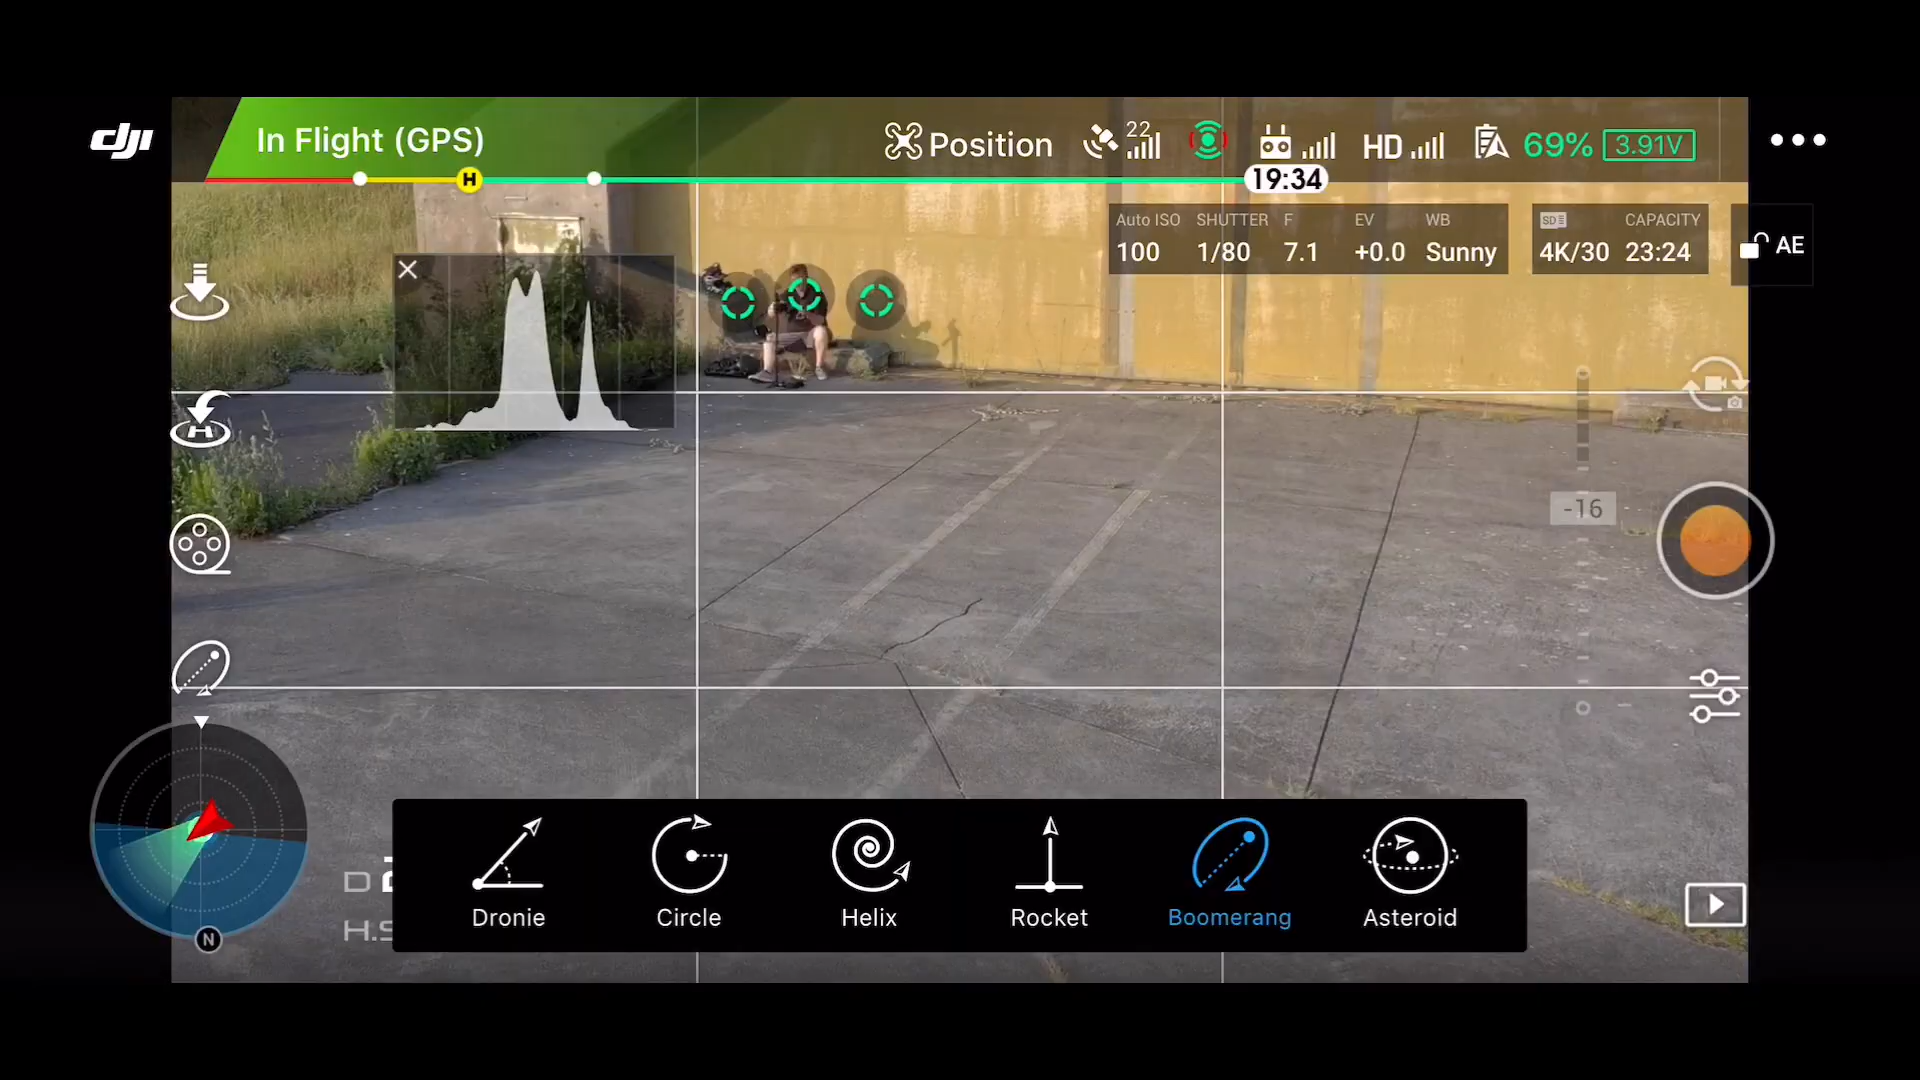 dji
In Flight (GPS)
Position
22
HD
69%
3.91V
H
19:34
Auto ISO SHUTTER F EV WB
100 1/80 7.1 +0.0 Sunny
SD CAPACITY
4K/30 23:24
AE
-16
H
D
H.S
N
Dronie
Circle
Helix
Rocket
Boomerang
Asteroid